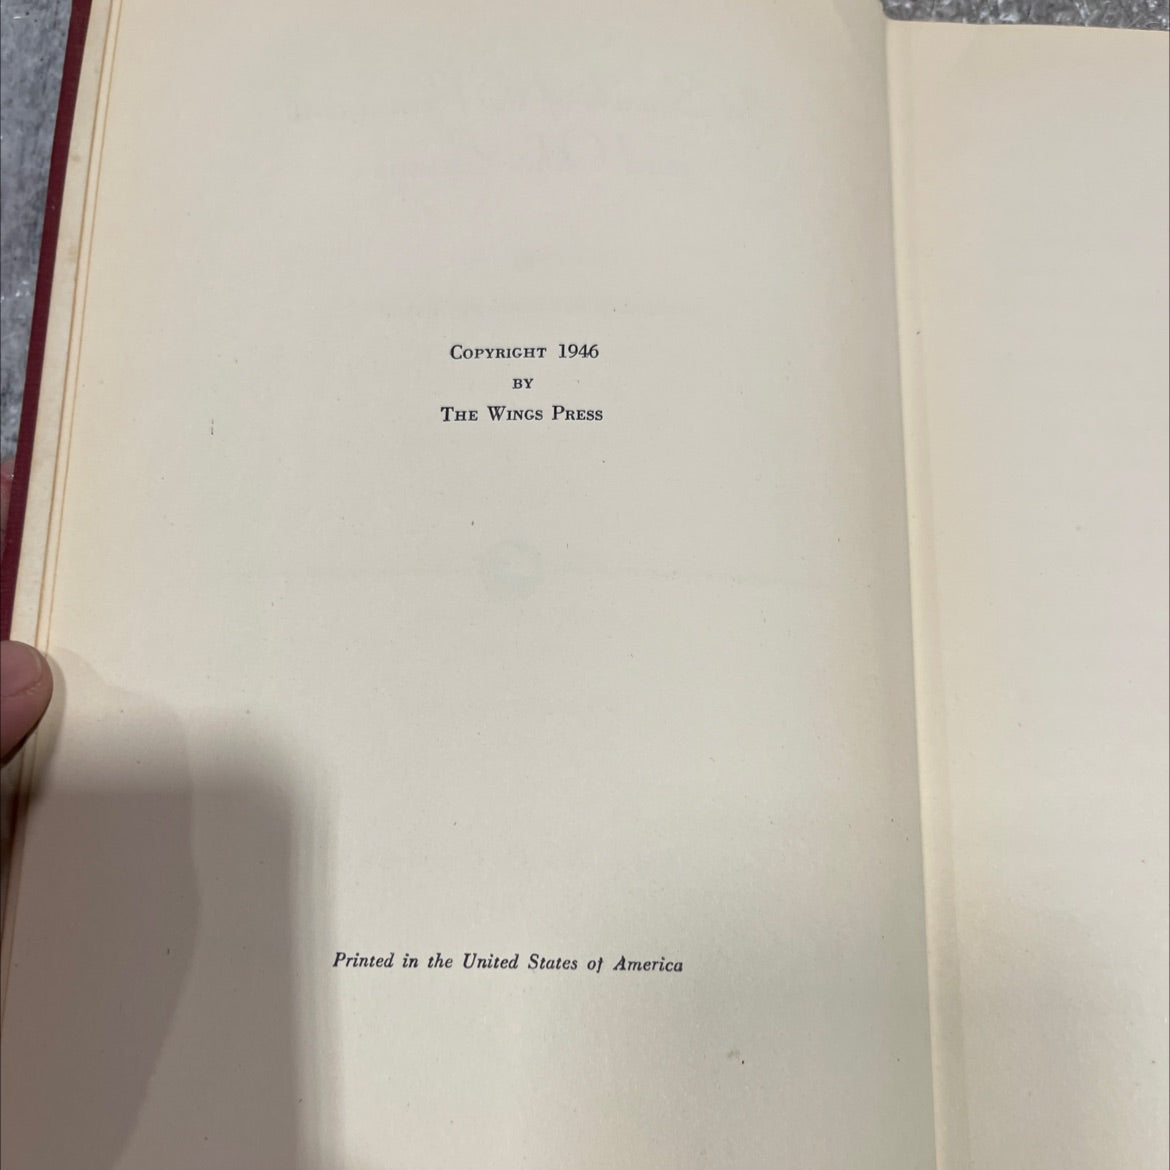 Copyright 1946
by
The Wings Press
Printed in the United States of America